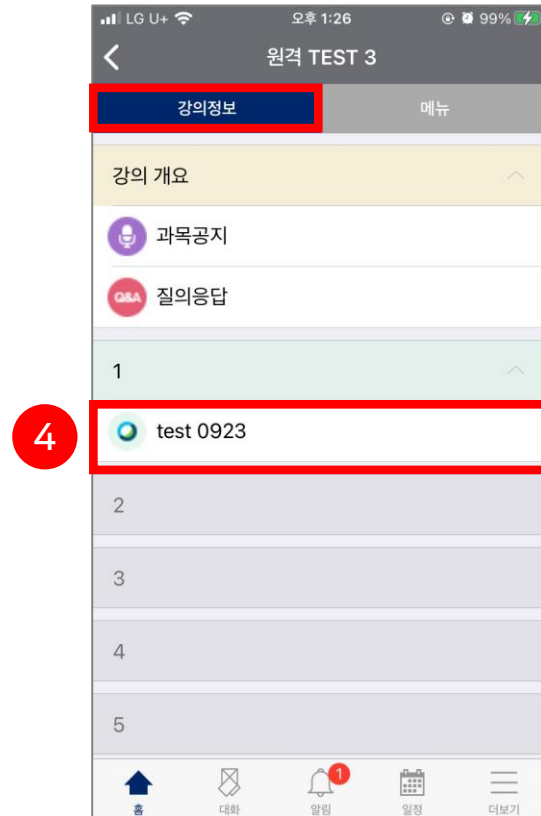 LG U+ 오후 1:26 99%
원격 TEST 3
강의정보 메뉴
강의 개요
과목공지
Q&A 질의응답
1
4 test 0923
2
3
4
5
1
홈 대화 알림 일정 더보기